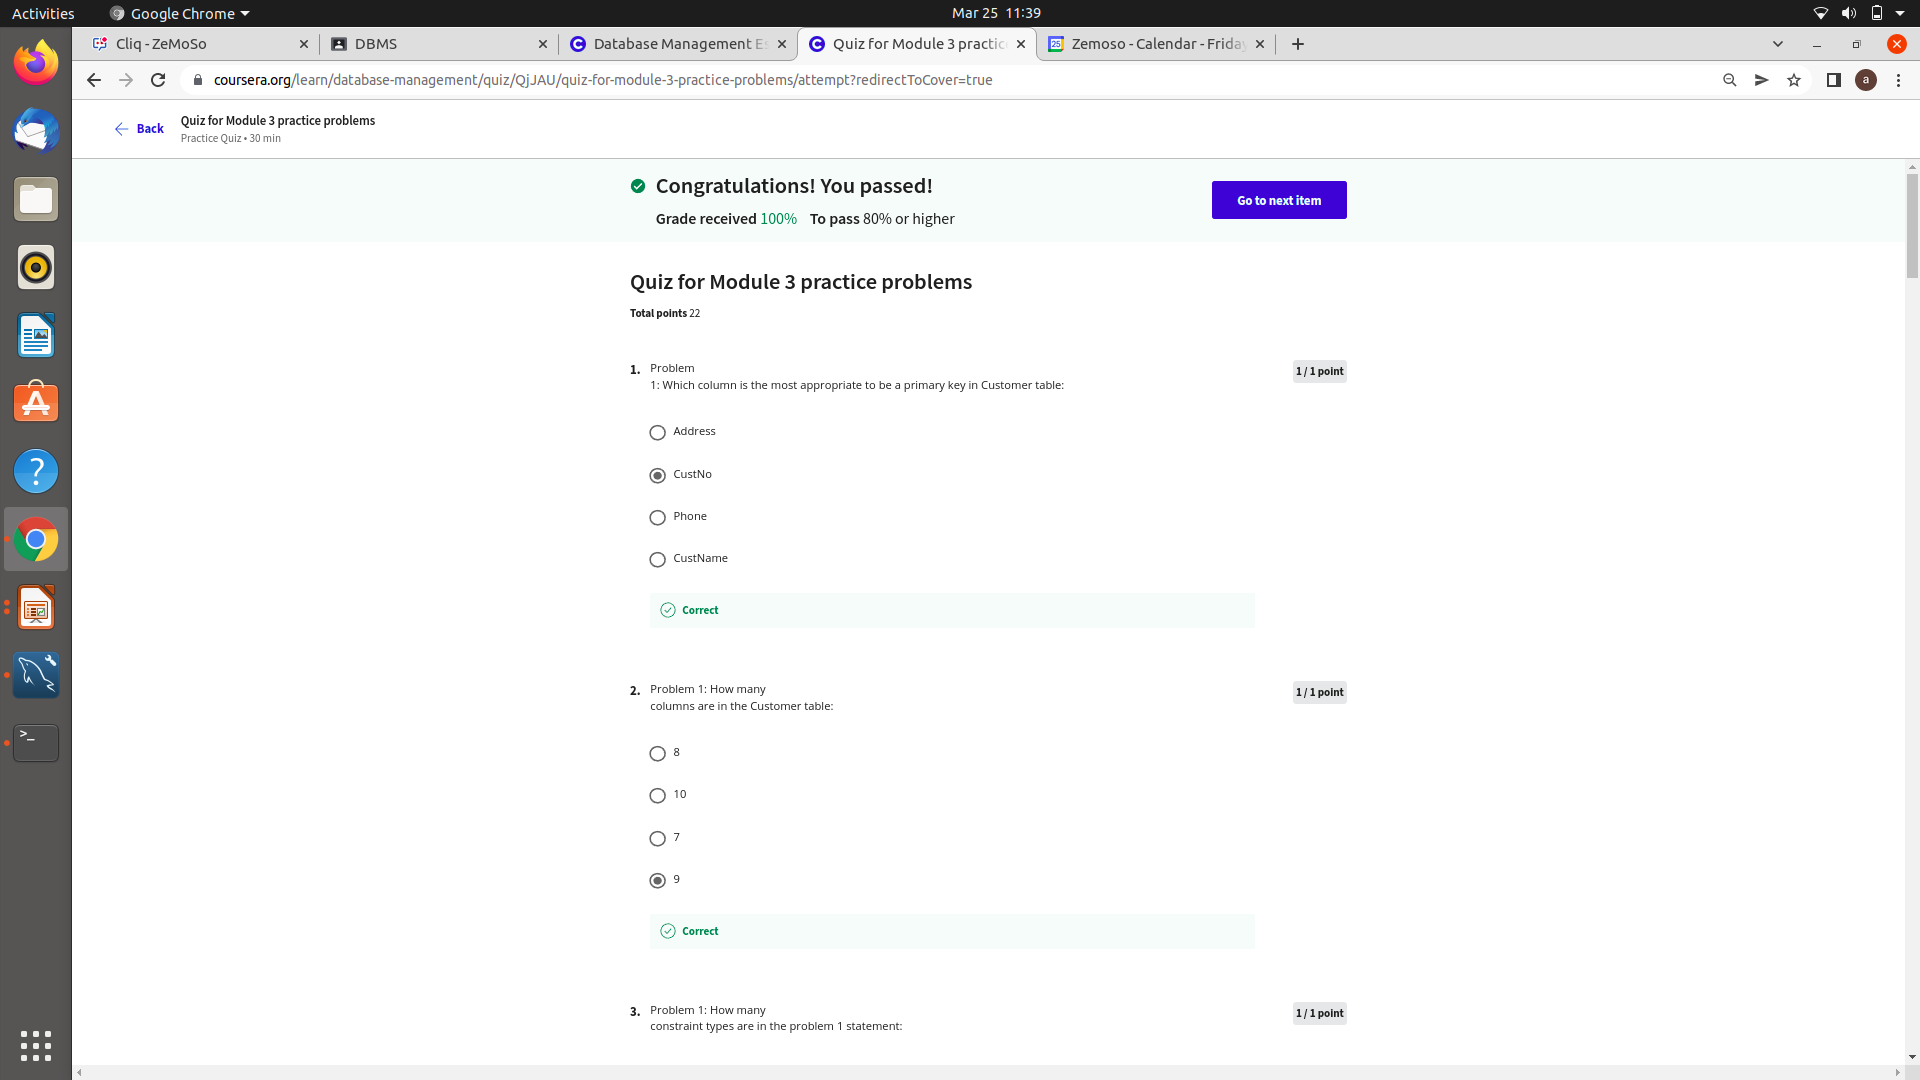 Activities
Google Chrome
Mar 25 11:39
Cliq - ZeMoSo
DBMS
Database Management Es
Quiz for Module 3 practic
25
Zemoso - Calendar - Friday
coursera.org/learn/database-management/quiz/QjJAU/quiz-for-module-3-practice-problems/attempt?redirectToCover=true
a
Back
Quiz for Module 3 practice problems
Practice Quiz • 30 min
Congratulations! You passed!
Grade received 100% To pass 80% or higher
Go to next item
Quiz for Module 3 practice problems
Total points 22
1. Problem
1: Which column is the most appropriate to be a primary key in Customer table:
1 / 1 point
Address
CustNo
Phone
CustName
Correct
2. Problem 1: How many
columns are in the Customer table:
1 / 1 point
8
10
7
9
Correct
3. Problem 1: How many
constraint types are in the problem 1 statement:
1 / 1 point